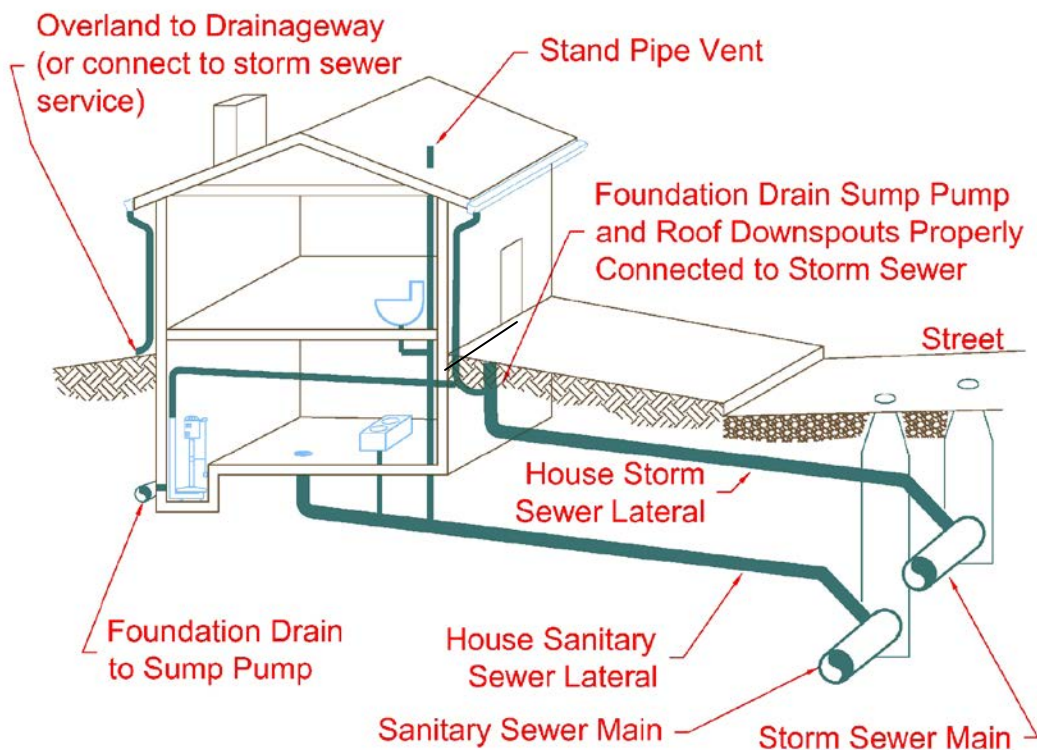 Overland to Drainageway
(or connect to storm sewer
service)
Stand Pipe Vent
Foundation Drain Sump Pump
and Roof Downspouts Properly
Connected to Storm Sewer
Street
House Storm
Sewer Lateral
Foundation Drain
to Sump Pump
House Sanitary
Sewer Lateral
Sanitary Sewer Main
Storm Sewer Main